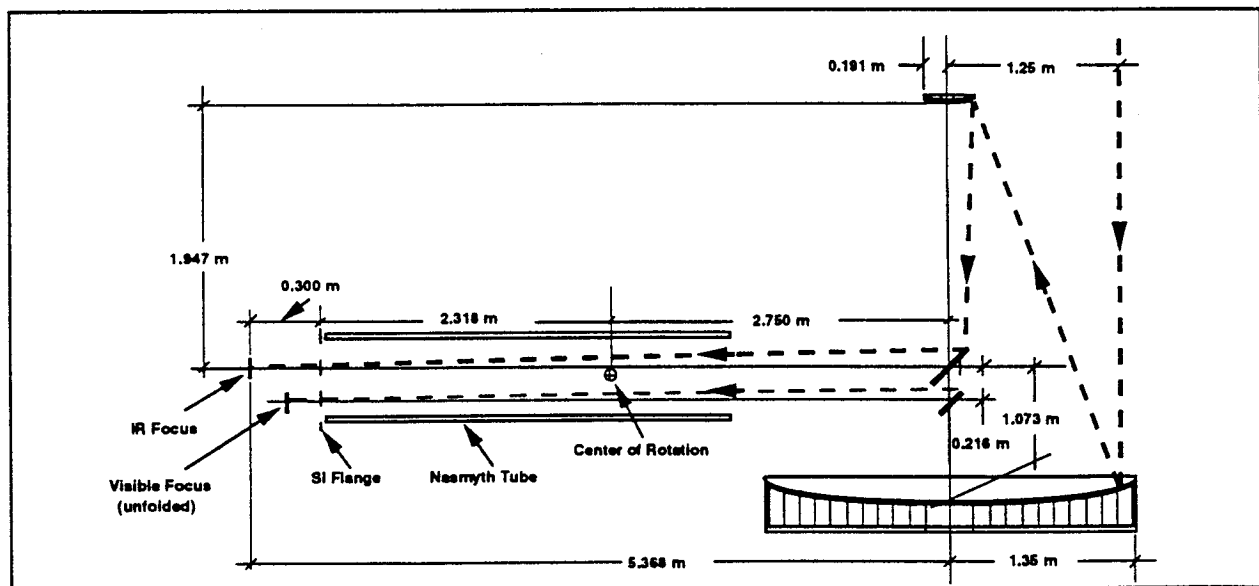 0.191 m
1.25 m
1.947 m
0.300 m
2.318 m
2.750 m
IR Focus
Visible Focus
(unfolded)
SI Flange
Nasmyth Tube
Center of Rotation
1.073 m
0.216 m
5.368 m
1.35 m